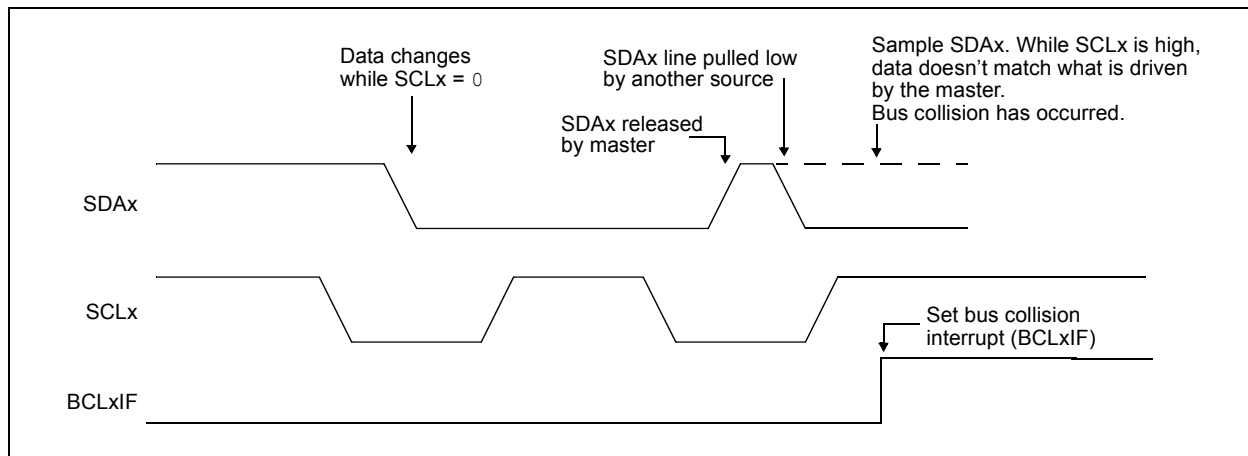 Data changes
while SCLx = 0
SDAx line pulled low
by another source
SDAx released
by master
Sample SDAx. While SCLx is high,
data doesn't match what is driven
by the master.
Bus collision has occurred.
SDAx
SCLx
Set bus collision
interrupt (BCLxIF)
BCLxIF